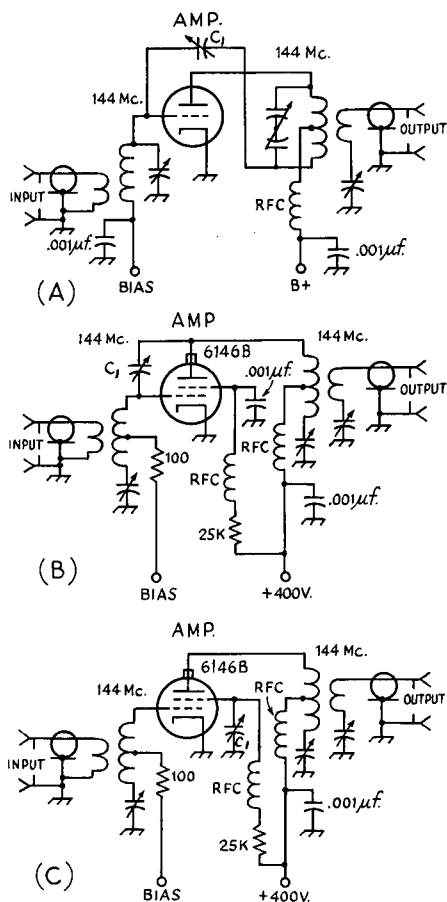 AMP.
C1
144 Mc.
144 Mc.
INPUT
OUTPUT
RFC
.001µf.
.001µf.
BIAS
B+
(A)
AMP
144 Mc.
6146B
144 Mc.
C1
.001µf.
INPUT
OUTPUT
100
RFC
RFC
.001µf.
25K
(B)
BIAS
+400V.
AMP.
6146B
144 Mc.
RFC
144 Mc.
INPUT
OUTPUT
C1
100
RFC
.001µf.
25K
(C)
BIAS
+400V.